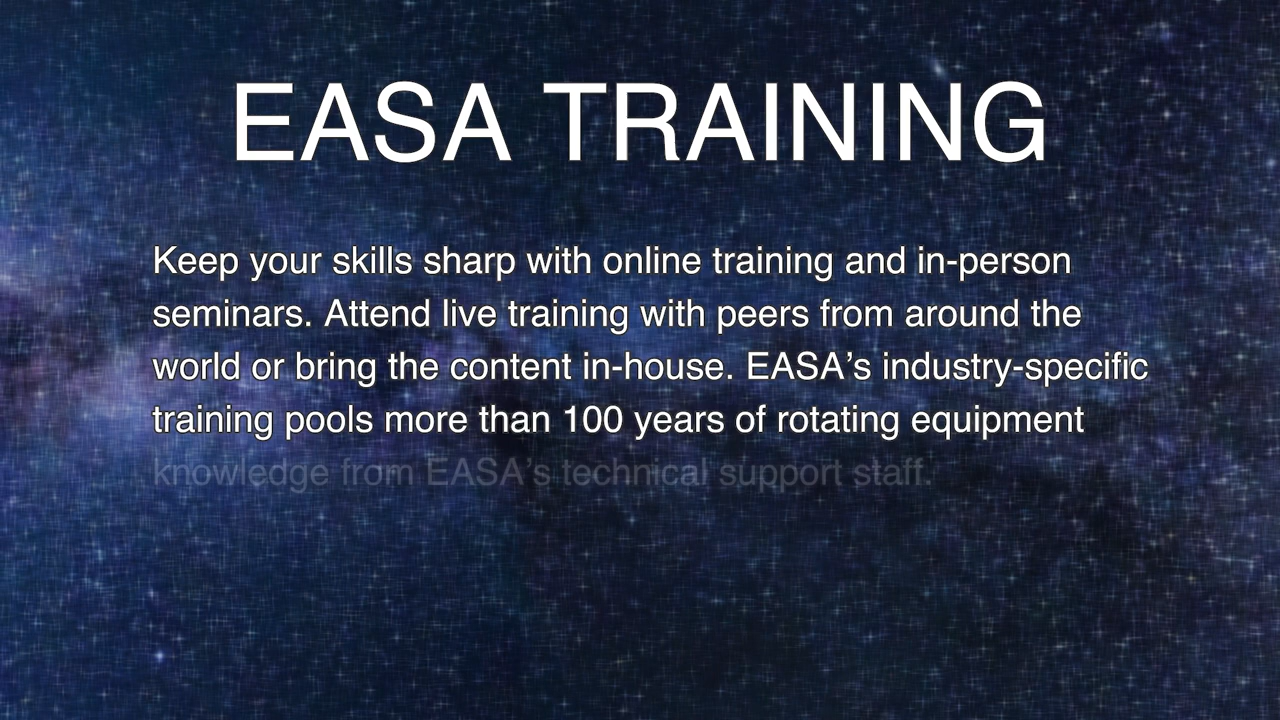 EASA TRAINING
Keep your skills sharp with online training and in-person
seminars. Attend live training with peers from around the
world or bring the content in-house. EASA’s industry-specific
training pools more than 100 years of rotating equipment
knowledge from EASA’s technical support staff.